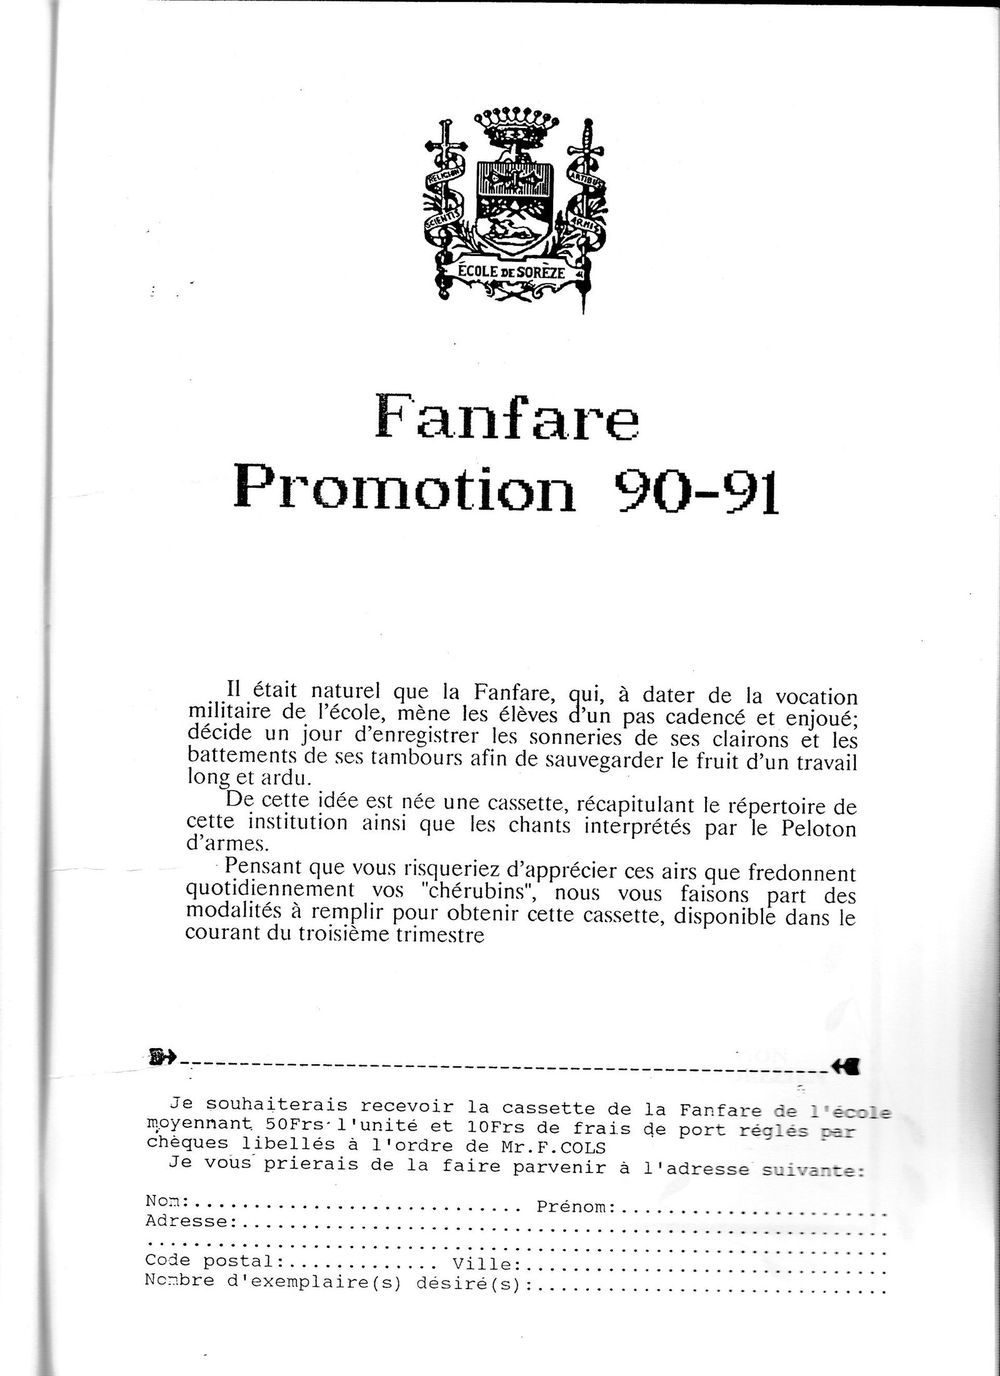 RELIGION
SCIENTIS
ARTIBUS
ARMIS
ÉCOLE DE SORÈZE
Fanfare
Promotion 90-91
Il était naturel que la Fanfare, qui, à dater de la vocation
militaire de l'école, mène les élèves d'un pas cadencé et enjoué;
décide un jour d'enregistrer les sonneries de ses clairons et les
battements de ses tambours afin de sauvegarder le fruit d'un travail
long et ardu.
De cette idée est née une cassette, récapitulant le répertoire de
cette institution ainsi que les chants interprétés par le Peloton
d'armes.
Pensant que vous risqueriez d'apprécier ces airs que fredonnent
quotidiennement vos "chérubins", nous vous faisons part des
modalités à remplir pour obtenir cette cassette, disponible dans le
courant du troisième trimestre
Je souhaiterais recevoir la cassette de la Fanfare de l'école
moyennant 50Frs l'unité et 10Frs de frais de port réglés par
chèques libellés à l'ordre de Mr.F.COLS
Je vous prierais de la faire parvenir à l'adresse suivante:
Nom:............................ Prénom:.......................
Adresse:.......................................................
...............................................................
Code postal:............. Ville:...............................
Nombre d'exemplaire(s) désiré(s):..............................